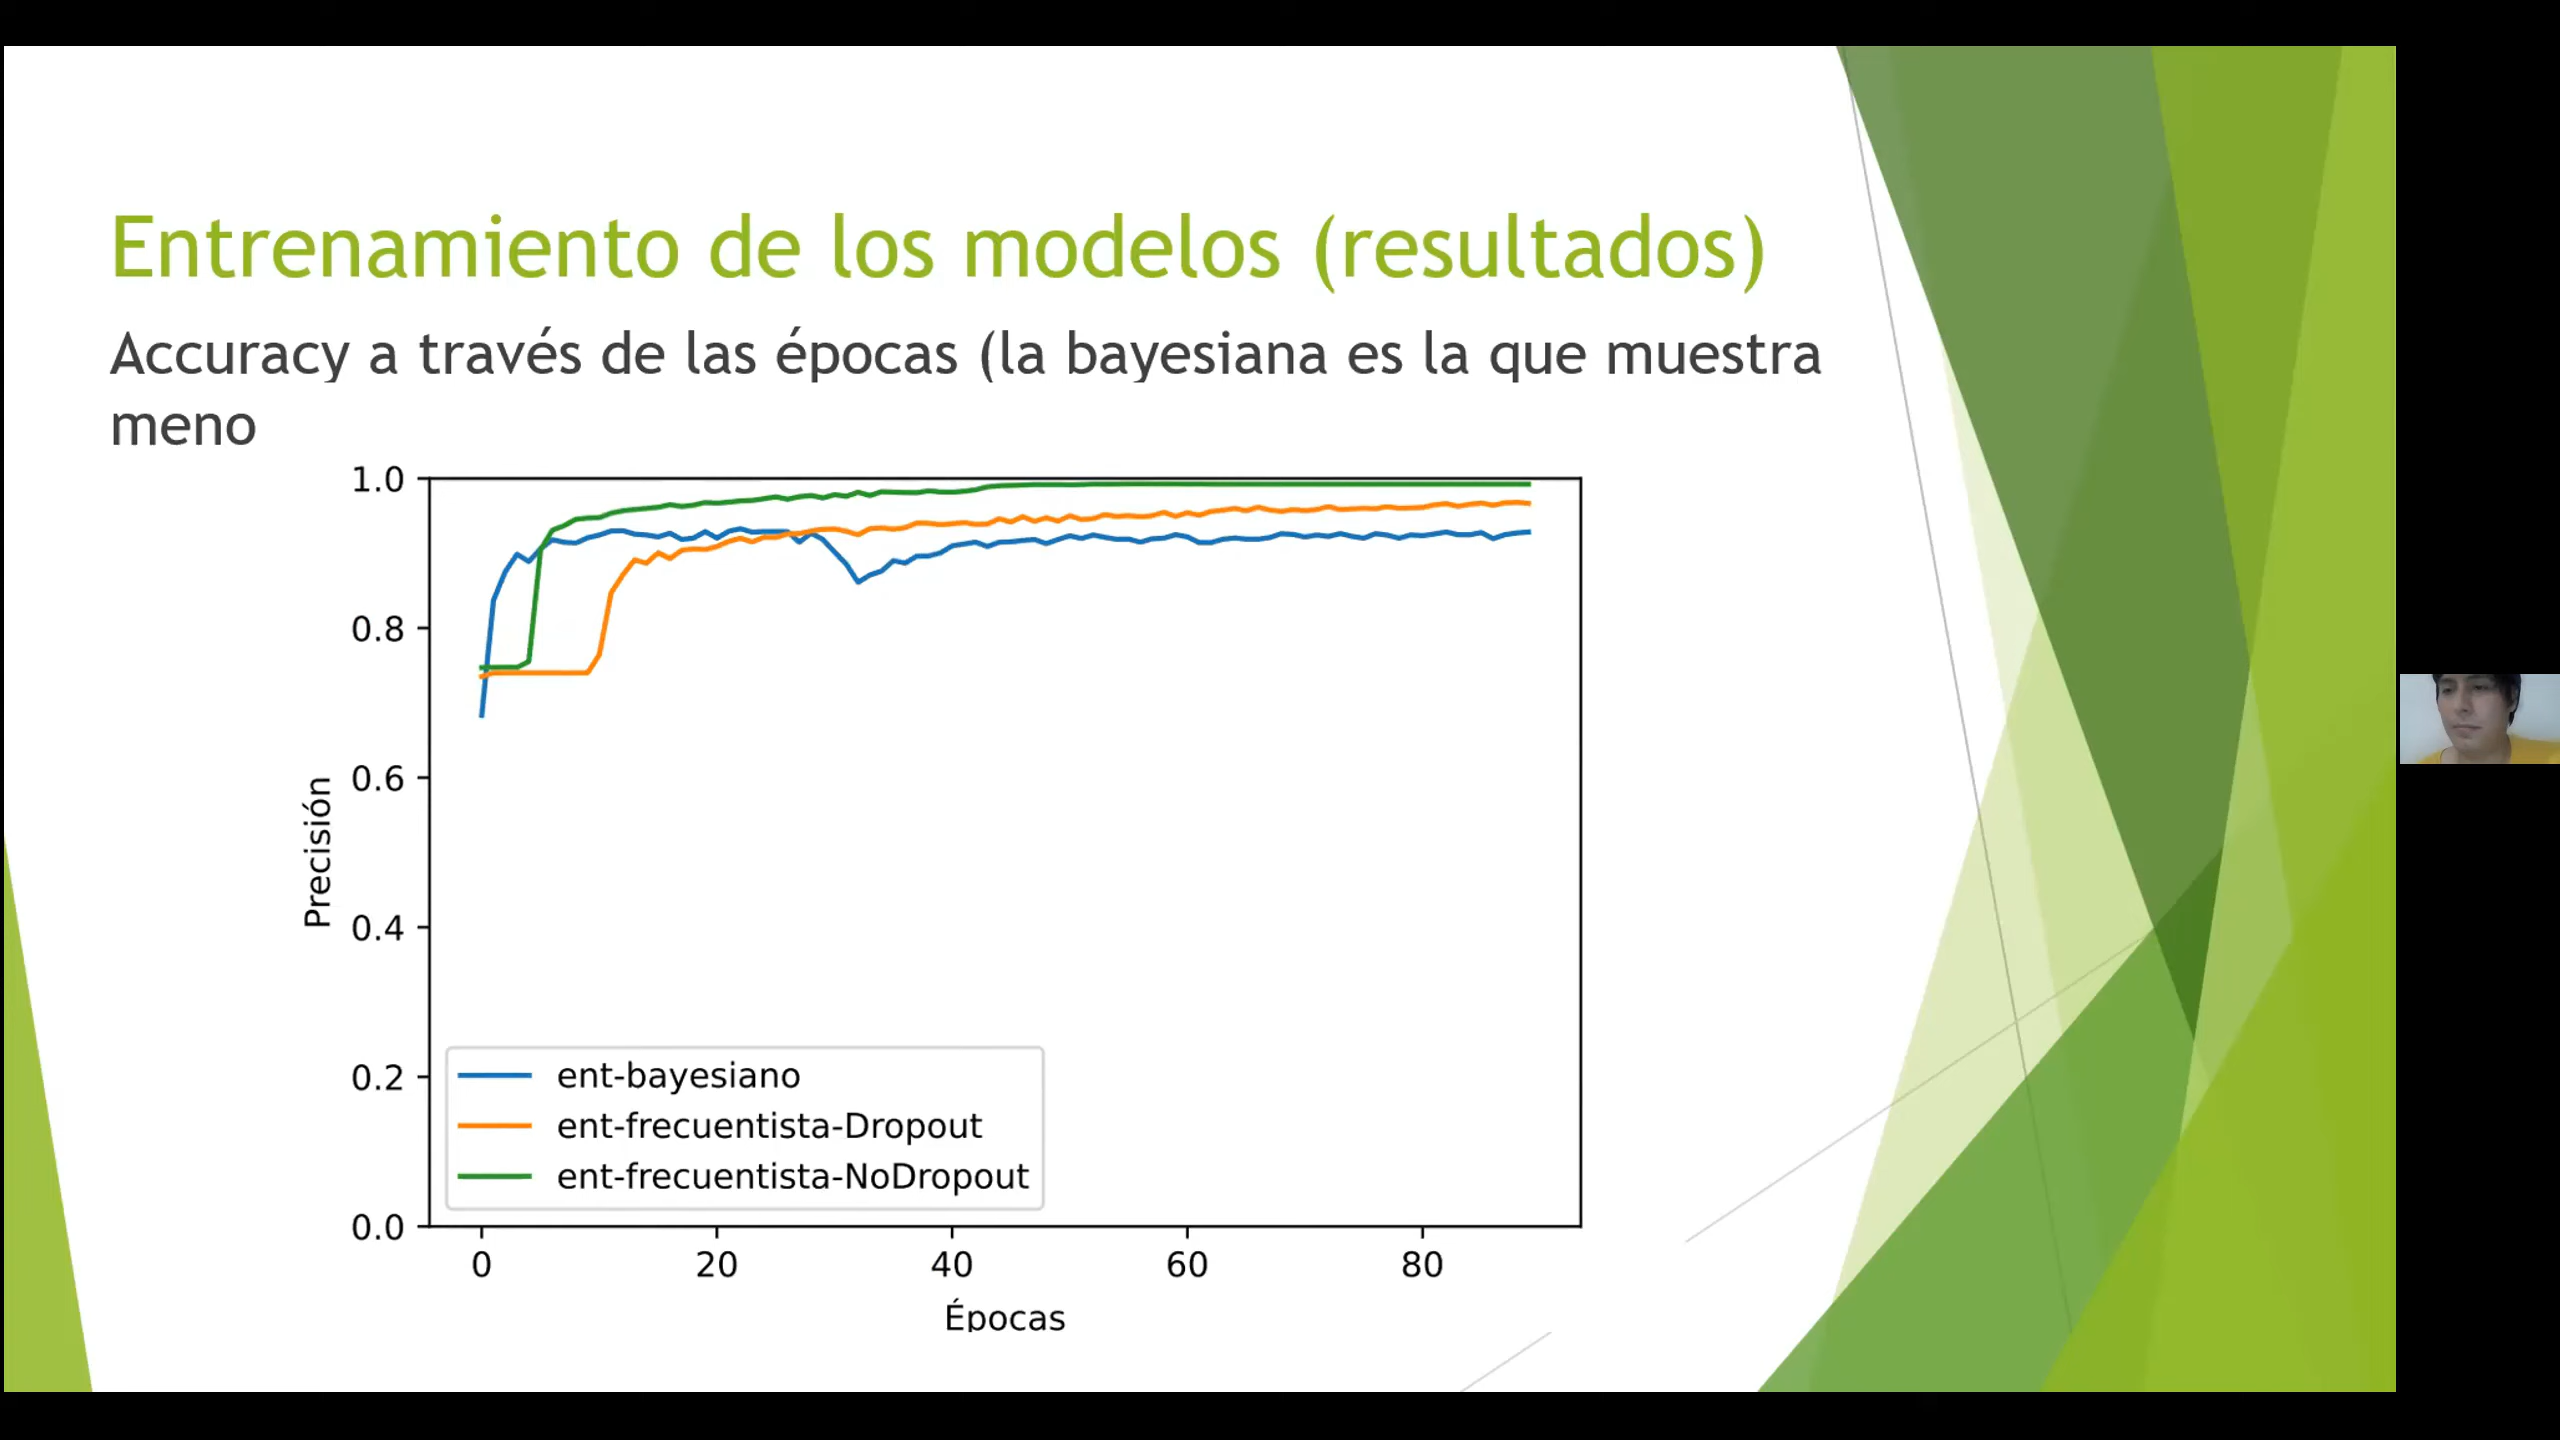 Entrenamiento de los modelos (resultados)
Accuracy a través de las épocas (la bayesiana es la que muestra
meno
1.0
0.8
0.6
0.4
0.2
0.0
Precisión
ent-bayesiano
ent-frecuentista-Dropout
ent-frecuentista-NoDropout
0 20 40 60 80
Épocas